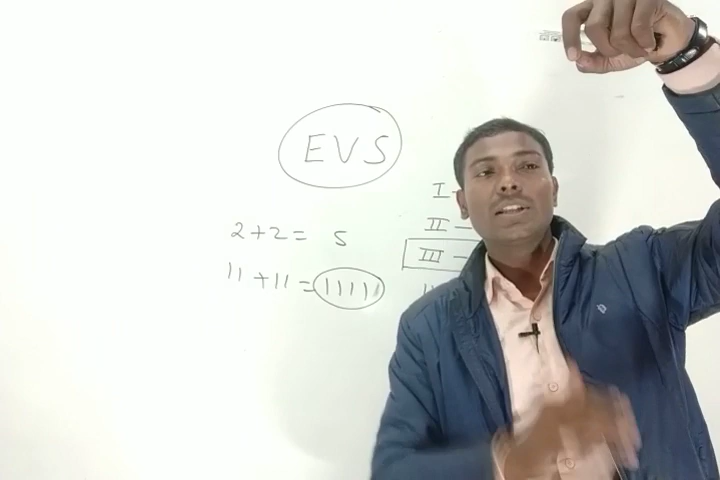 EVS
I -
2+2= 5
II -
III -
11 +11 = 11111